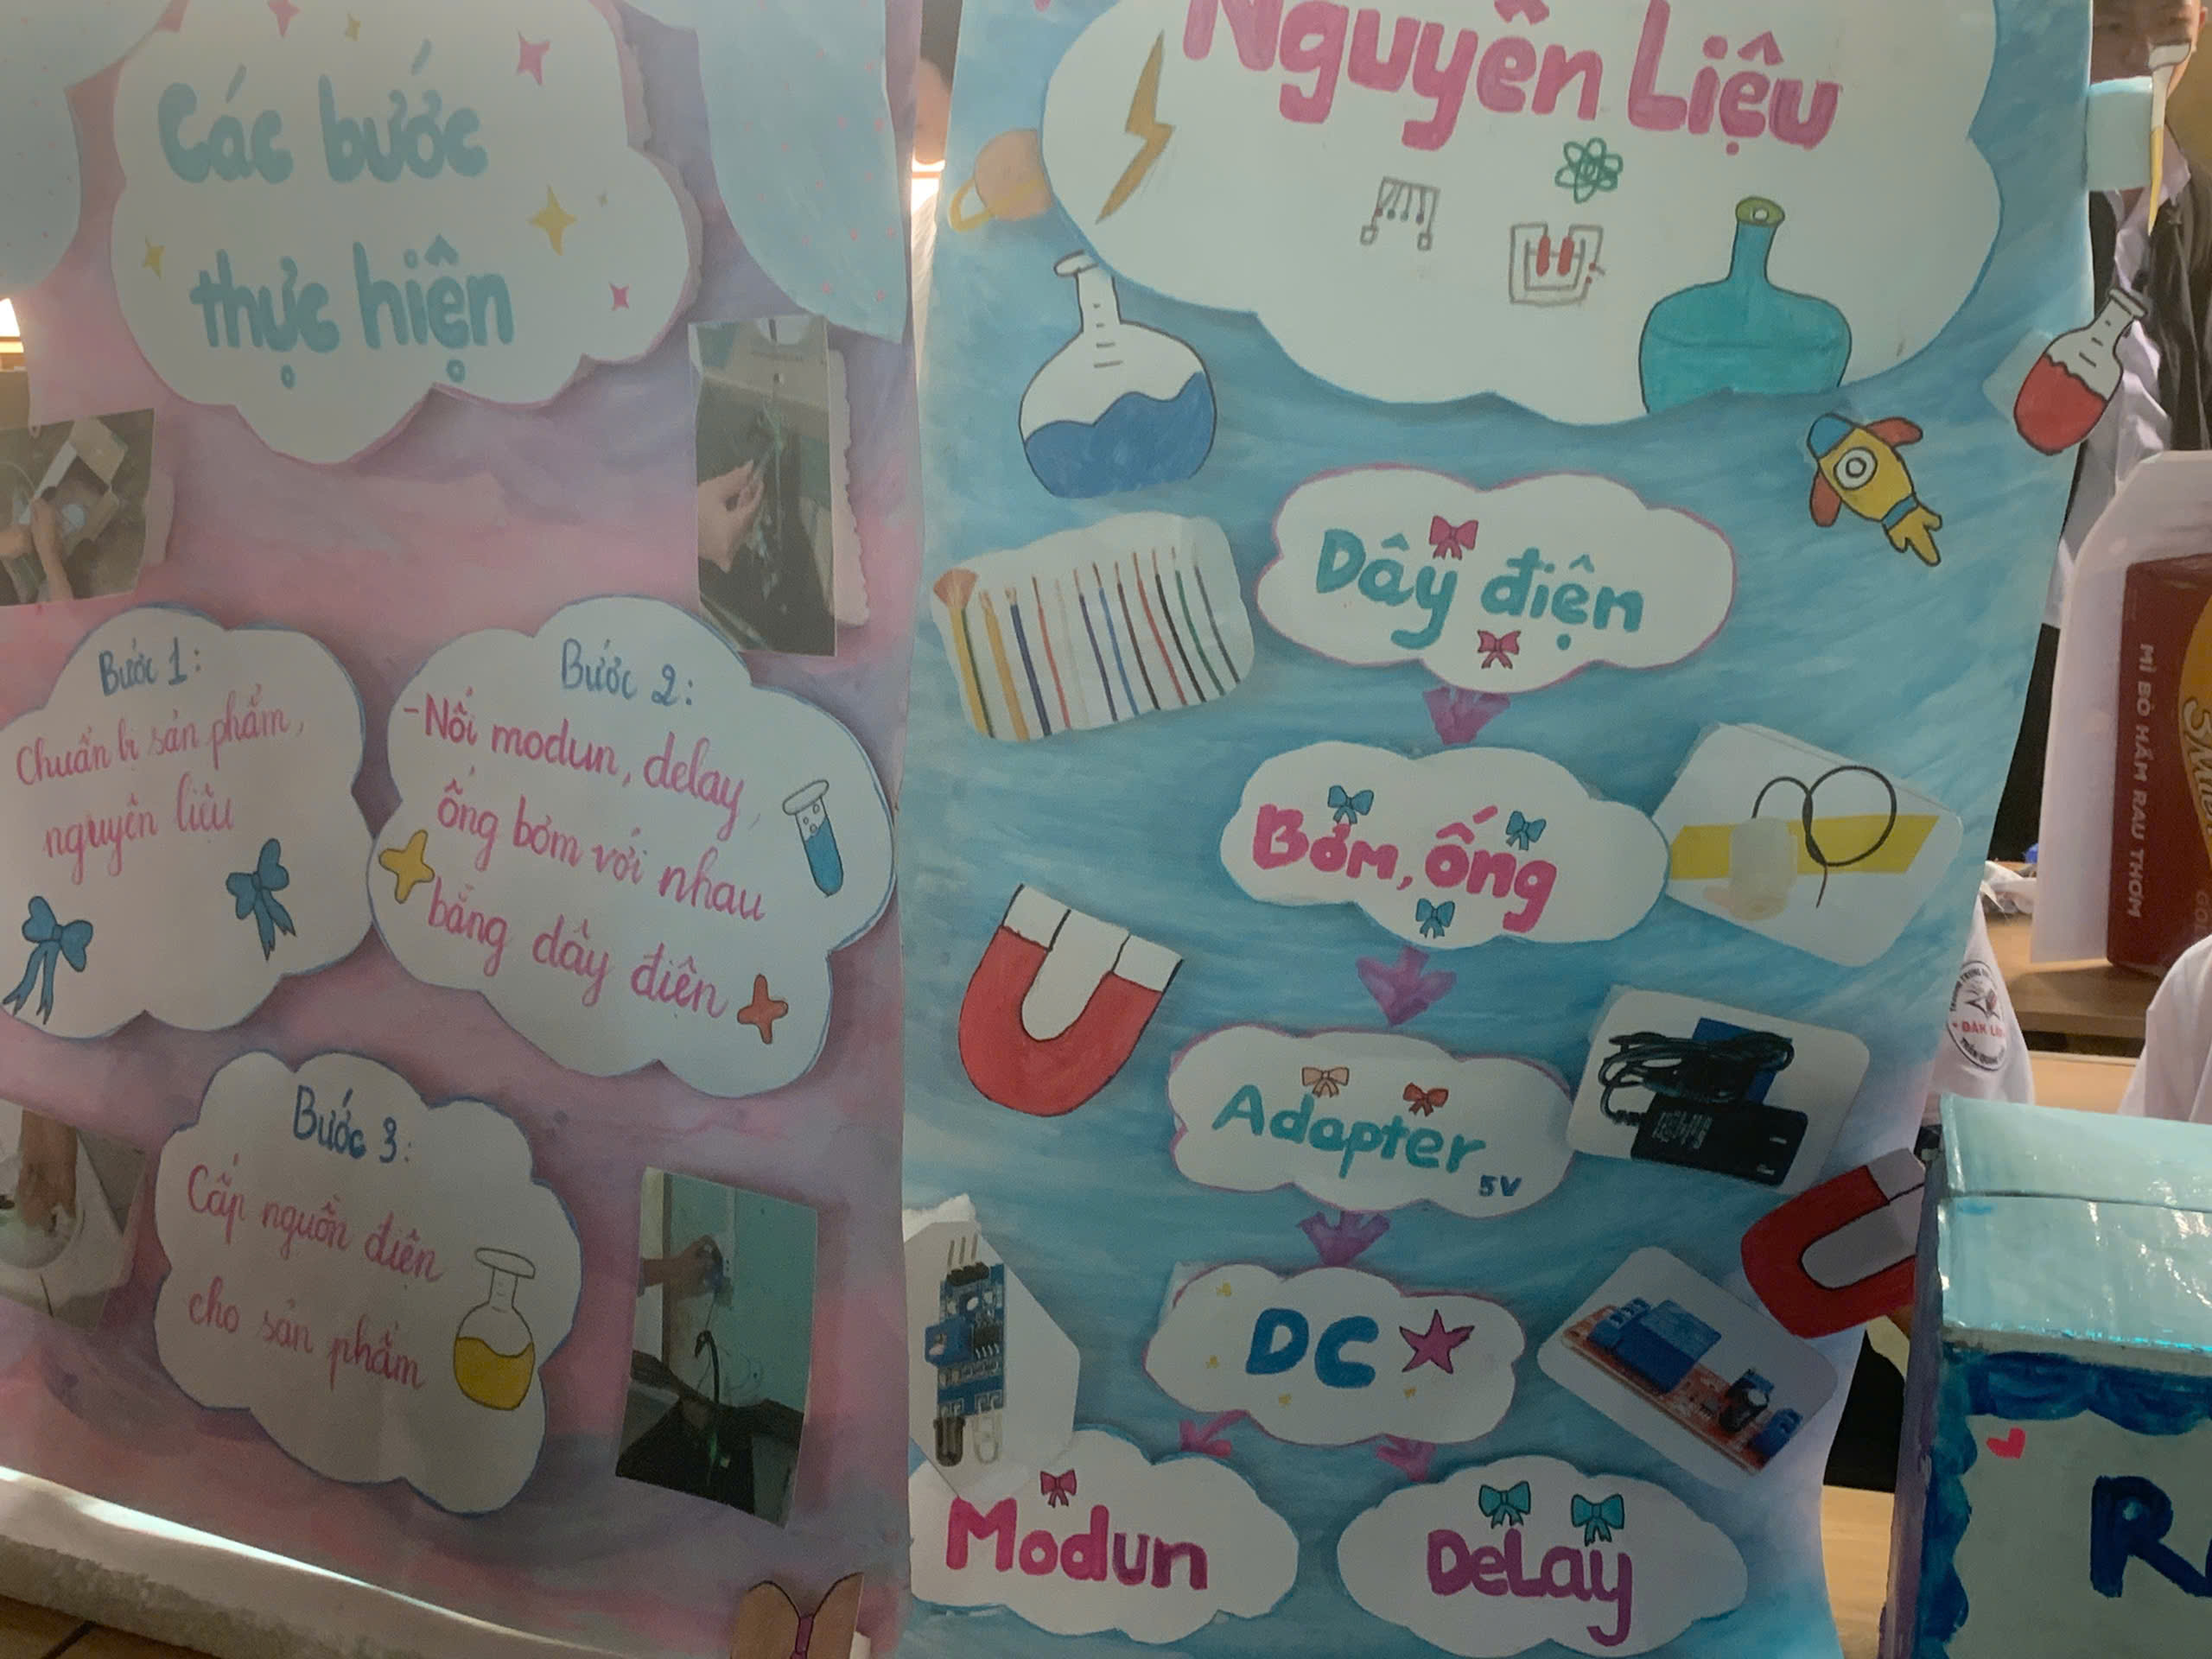 Các bước
thực hiện
Bước 1:
Chuẩn bị sản phẩm,
nguyên liệu
Bước 2:
-Nối modun, delay,
ống bơm với nhau
bằng dây điện
Bước 3:
Cấp nguồn điện
cho sản phẩm
Nguyên Liệu
Dây điện
Bơm, ống
Adapter
5V
DC
Modun
DeLay
MÌ BÒ HẦM RAU THƠM